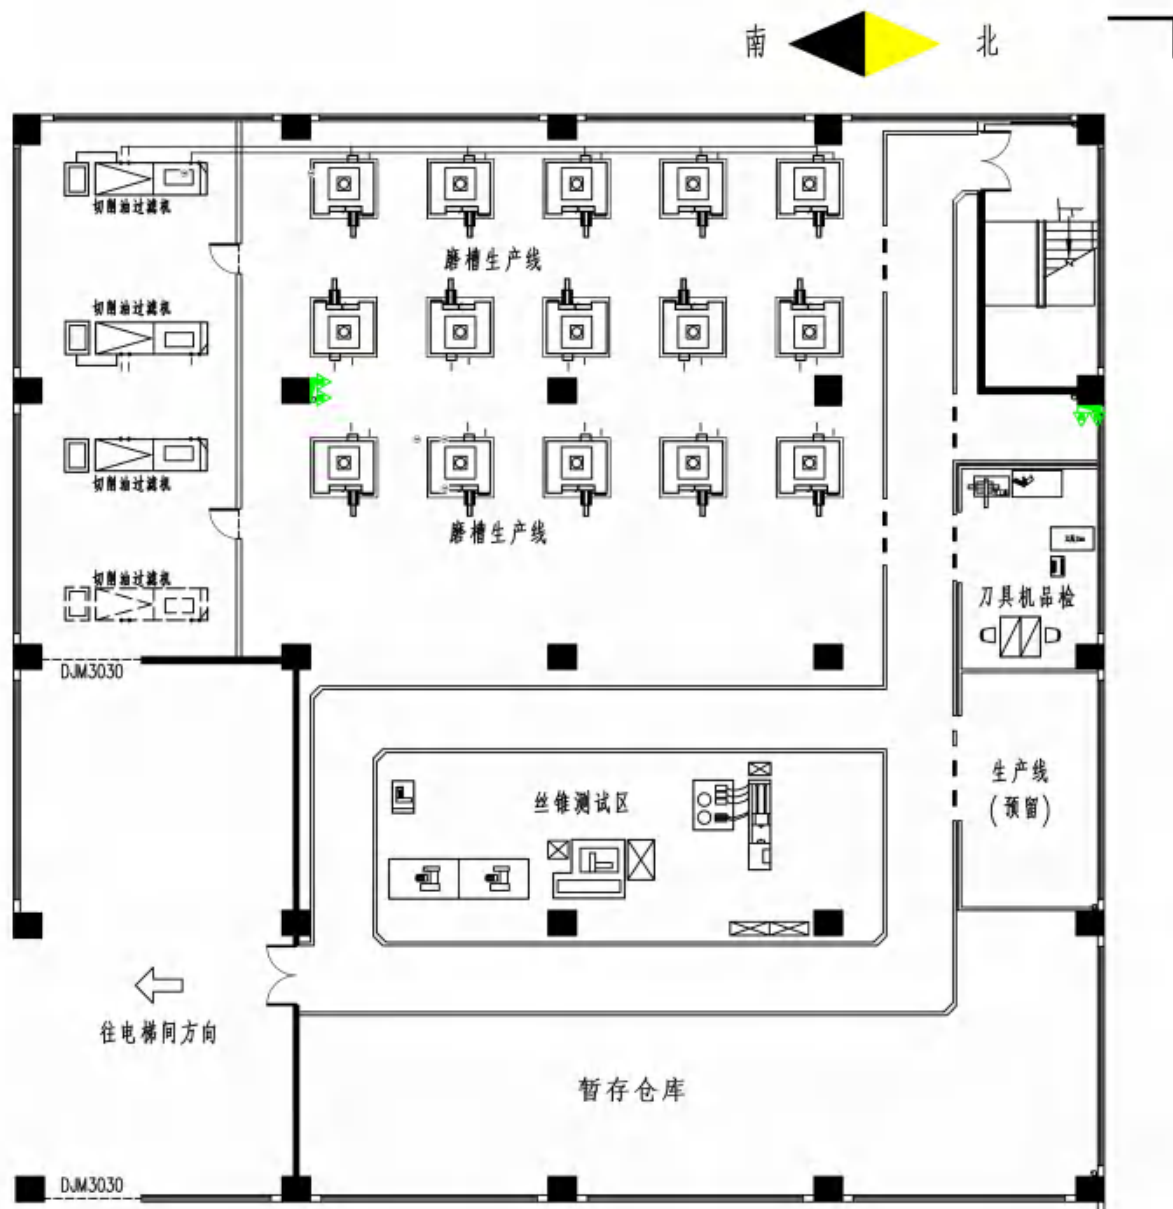 南 北
切削油过滤机
磨槽生产线
切削油过滤机
切削油过滤机
磨槽生产线
切削油过滤机
刀具机品检
DJM3030
生产线
(预留)
丝锥测试区
往电梯间方向
暂存仓库
DJM3030